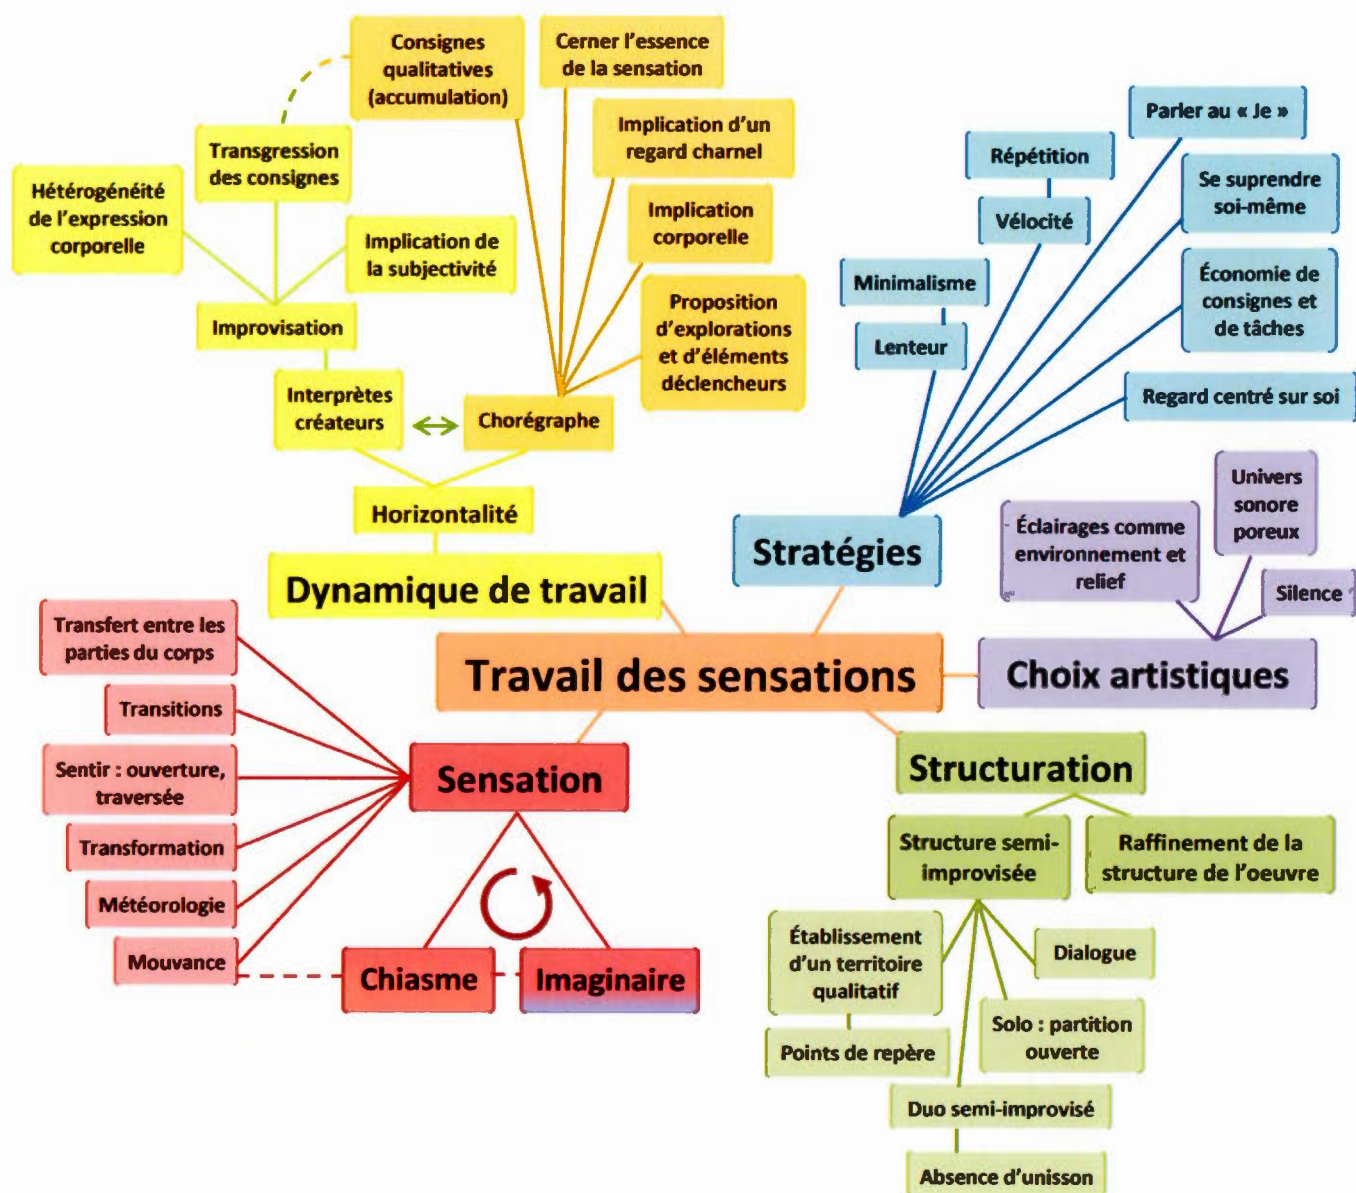 Consignes
qualitatives
(accumulation)
Cerner l'essence
de la sensation
Transgression
des consignes
Implication d'un
regard charnel
Hétérogénéité
de l'expression
corporelle
Implication de
la subjectivité
Implication
corporelle
Improvisation
Proposition
d'explorations
et d'éléments
déclencheurs
Interprètes
créateurs
Chorégraphe
Horizontalité
Dynamique de travail
Parler au « Je »
Répétition
Vélocité
Se suprendre
soi-même
Minimalisme
Lenteur
Économie de
consignes et
de tâches
Regard centré sur soi
Stratégies
Univers
sonore
poreux
Éclairages comme
environnement et
relief
Silence
Choix artistiques
Travail des sensations
Transfert entre les
parties du corps
Transitions
Sentir : ouverture,
traversée
Transformation
Météorologie
Mouvance
Sensation
Chiasme
Imaginaire
Structuration
Structure semi-
improvisée
Raffinement de la
structure de l'oeuvre
Établissement
d'un territoire
qualitatif
Points de repère
Dialogue
Solo : partition
ouverte
Duo semi-improvisé
Absence d'unisson